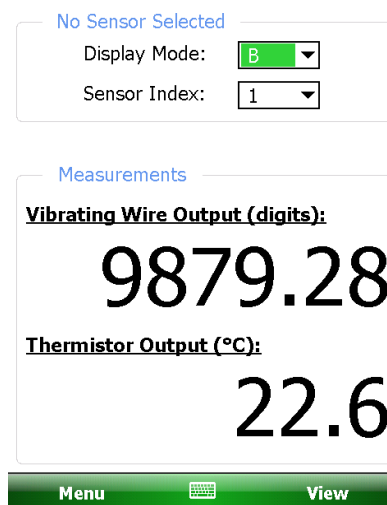 No Sensor Selected
Display Mode: B
Sensor Index: 1
Measurements
Vibrating Wire Output (digits):
9879.28
Thermistor Output (°C):
22.6
Menu View